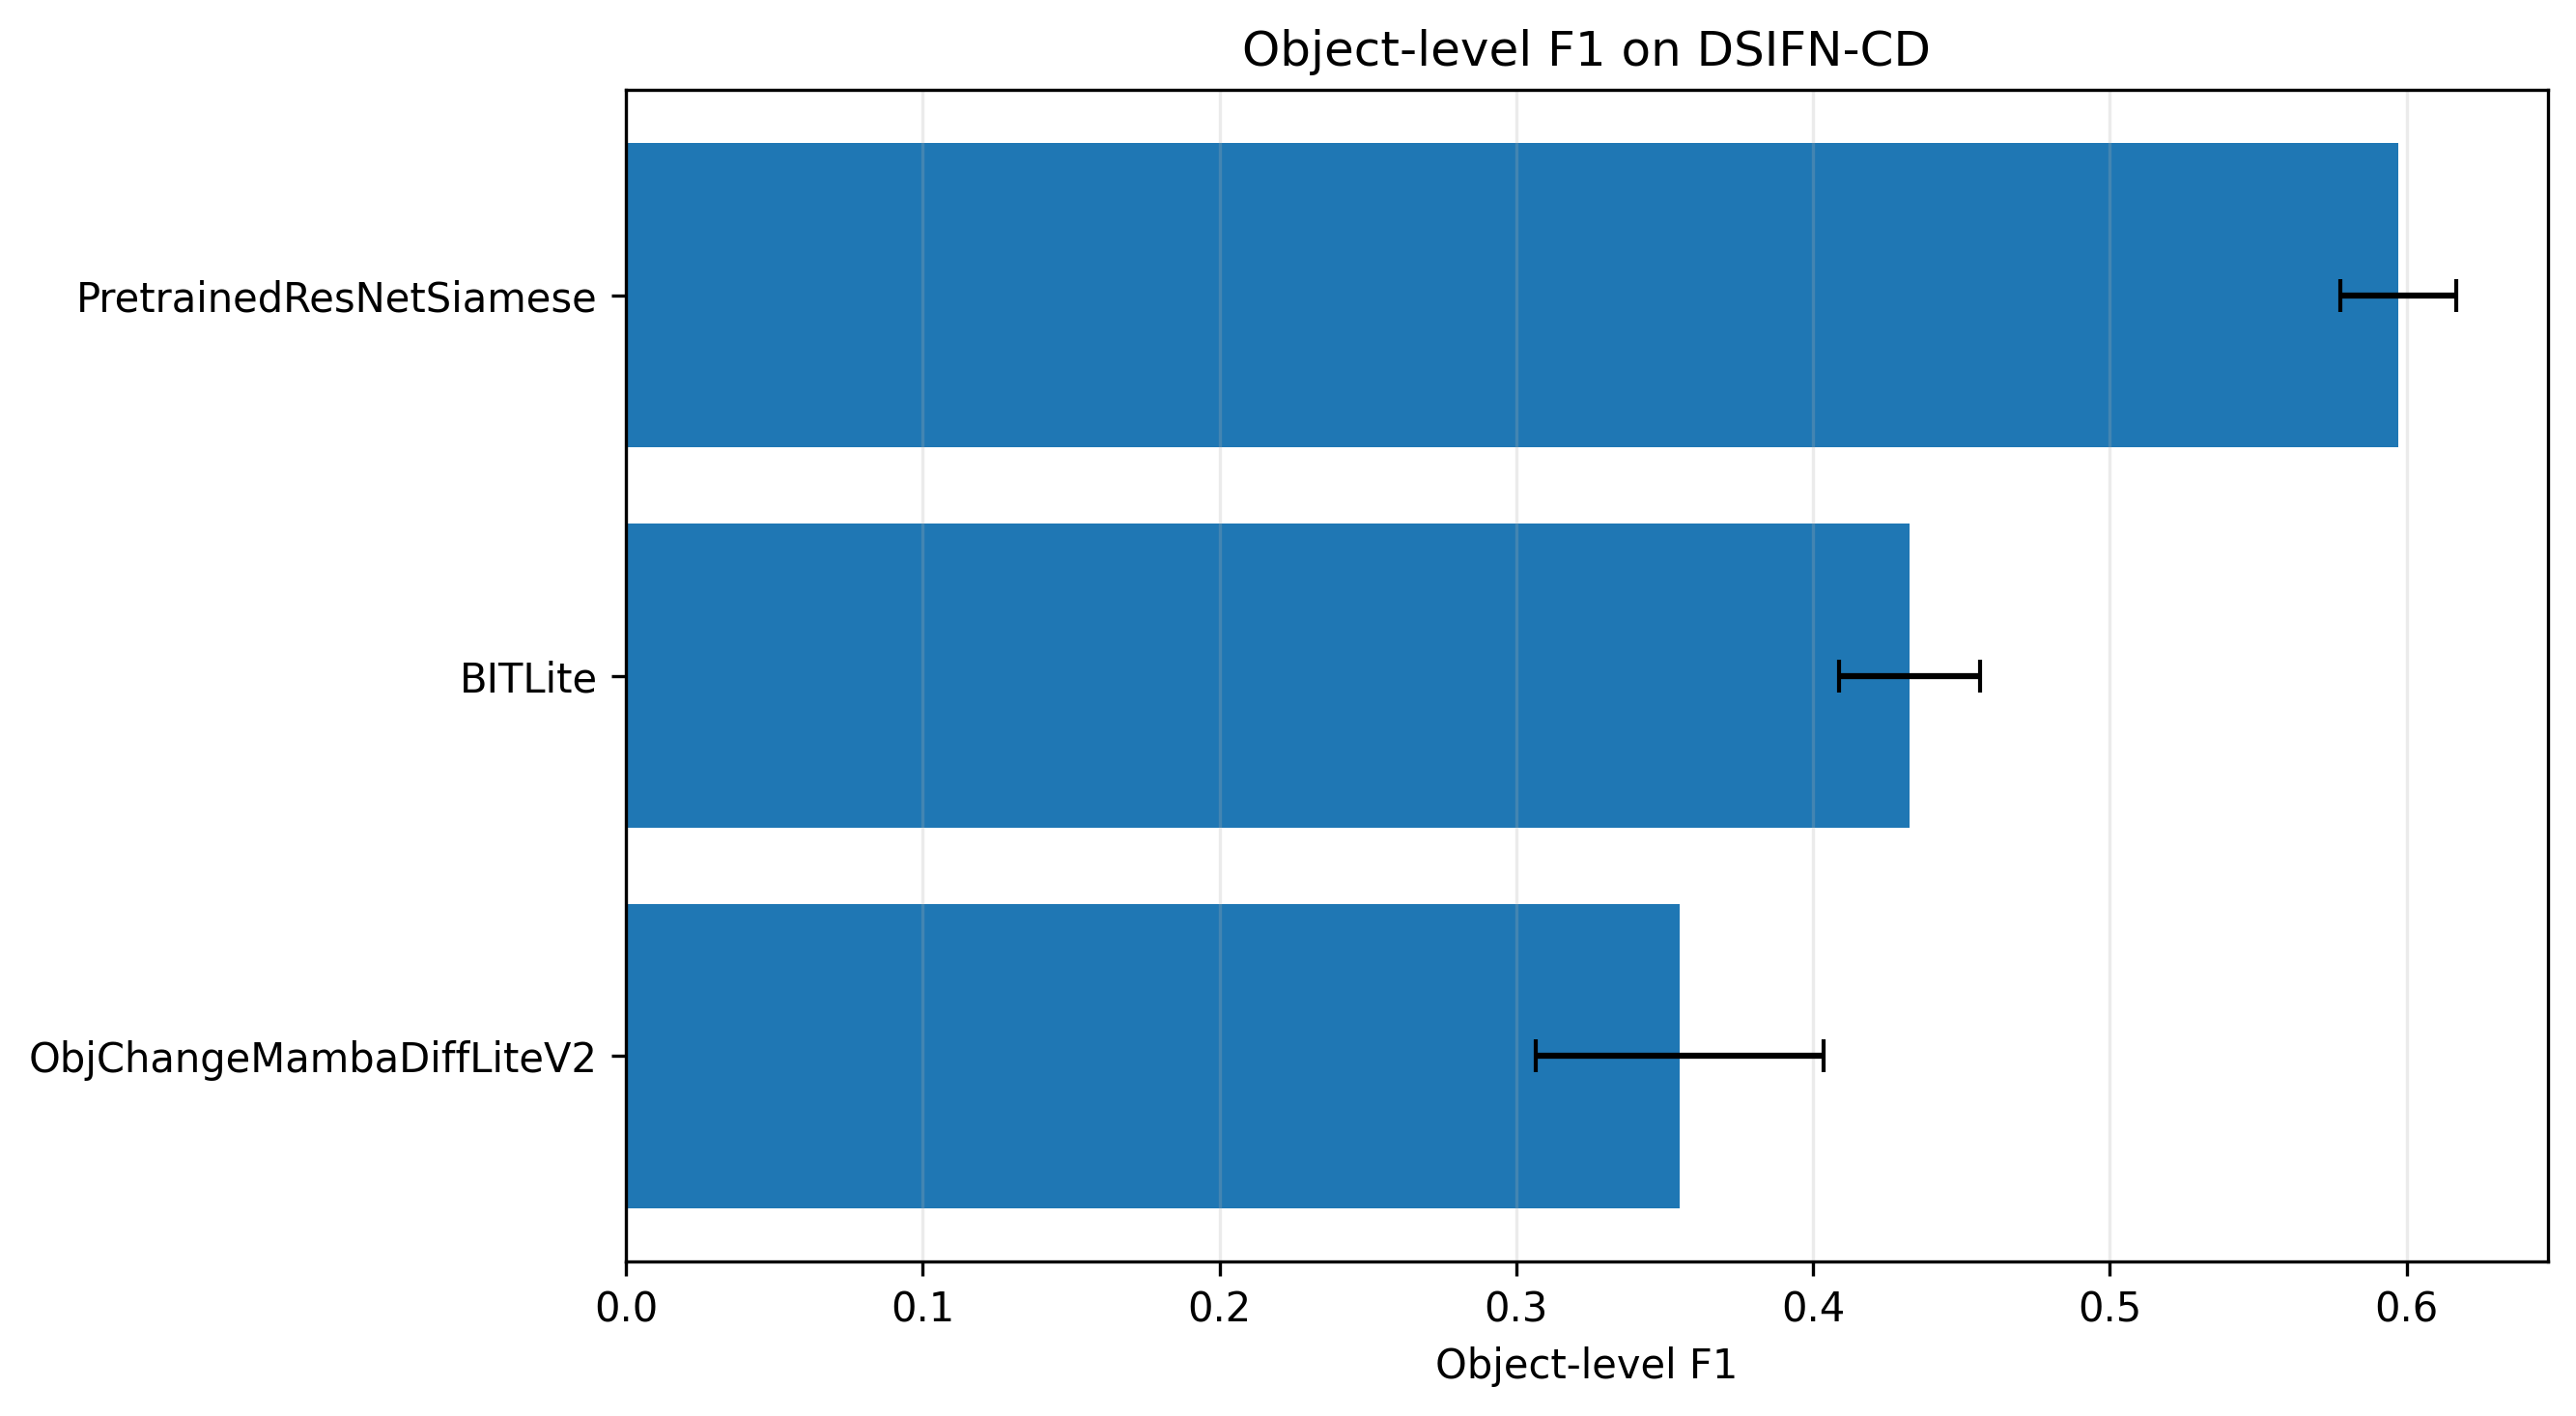 Object-level F1 on DSIFN-CD
PretrainedResNetSiamese
BITLite
ObjChangeMambaDiffLiteV2
0.0 0.1 0.2 0.3 0.4 0.5 0.6
Object-level F1